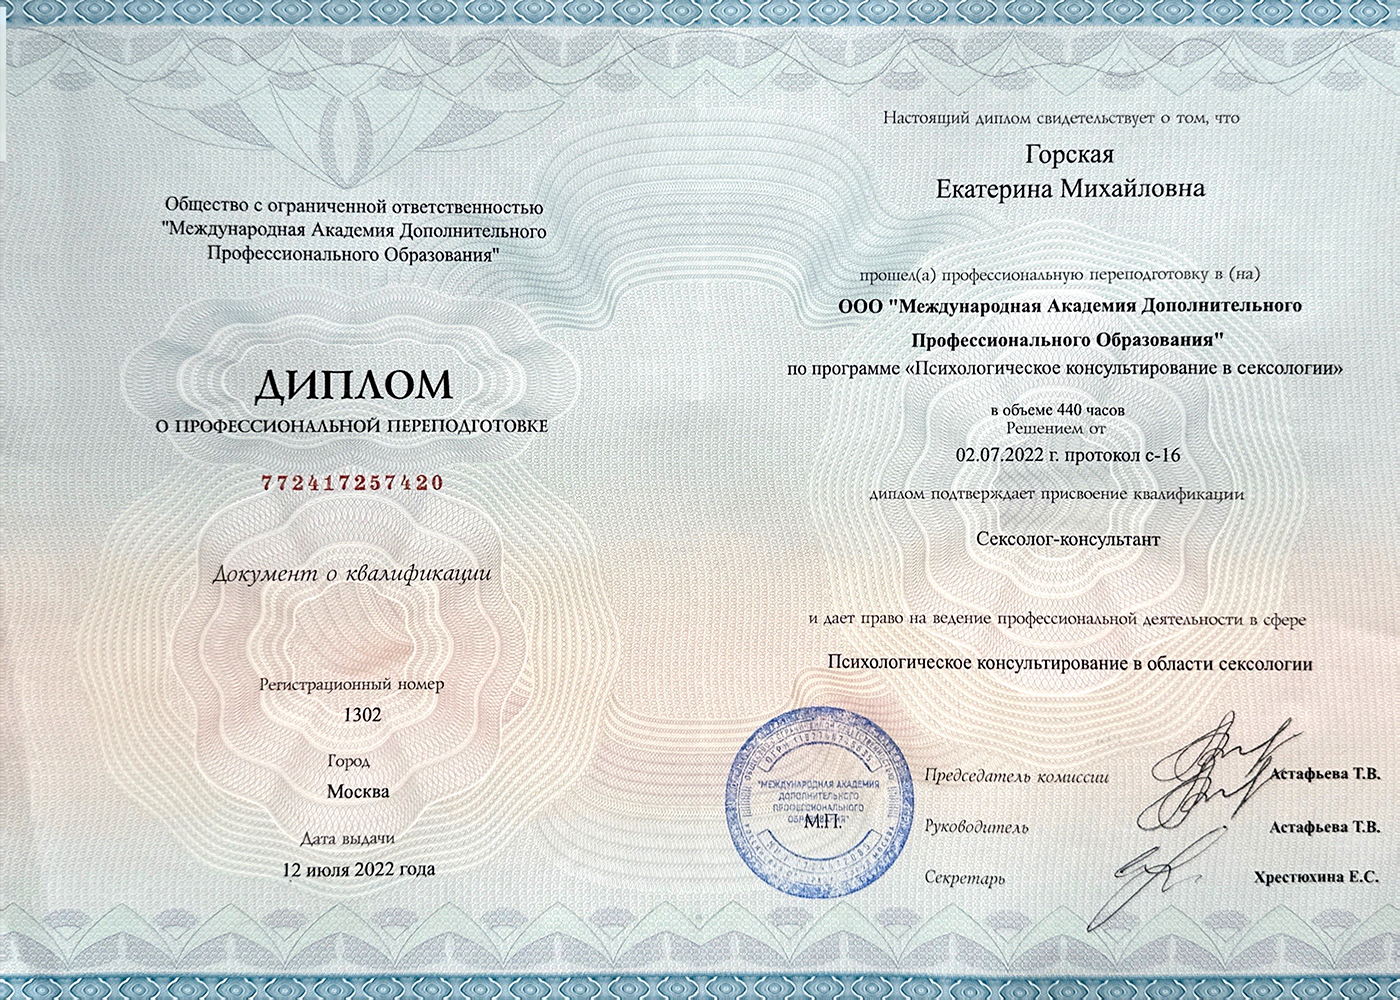 Общество с ограниченной ответственностью
"Международная Академия Дополнительного
Профессионального Образования"
ДИПЛОМ
О ПРОФЕССИОНАЛЬНОЙ ПЕРЕПОДГОТОВКЕ
772417257420
Документ о квалификации
Регистрационный номер
1302
Город
Москва
Дата выдачи
12 июля 2022 года
Настоящий диплом свидетельствует о том, что
Горская
Екатерина Михайловна
прошел(а) профессиональную переподготовку в (на)
ООО "Международная Академия Дополнительного
Профессионального Образования"
по программе «Психологическое консультирование в сексологии»
в объеме 440 часов
Решением от
02.07.2022 г. протокол с-16
диплом подтверждает присвоение квалификации
Сексолог-консультант
и дает право на ведение профессиональной деятельности в сфере
Психологическое консультирование в области сексологии
"МЕЖДУНАРОДНАЯ АКАДЕМИЯ
ДОПОЛНИТЕЛЬНОГО
ПРОФЕССИОНАЛЬНОГО
ОБРАЗОВАНИЯ"
М.П.
Председатель комиссии
Астафьева Т.В.
Руководитель
Астафьева Т.В.
Секретарь
Хрестюхина Е.С.